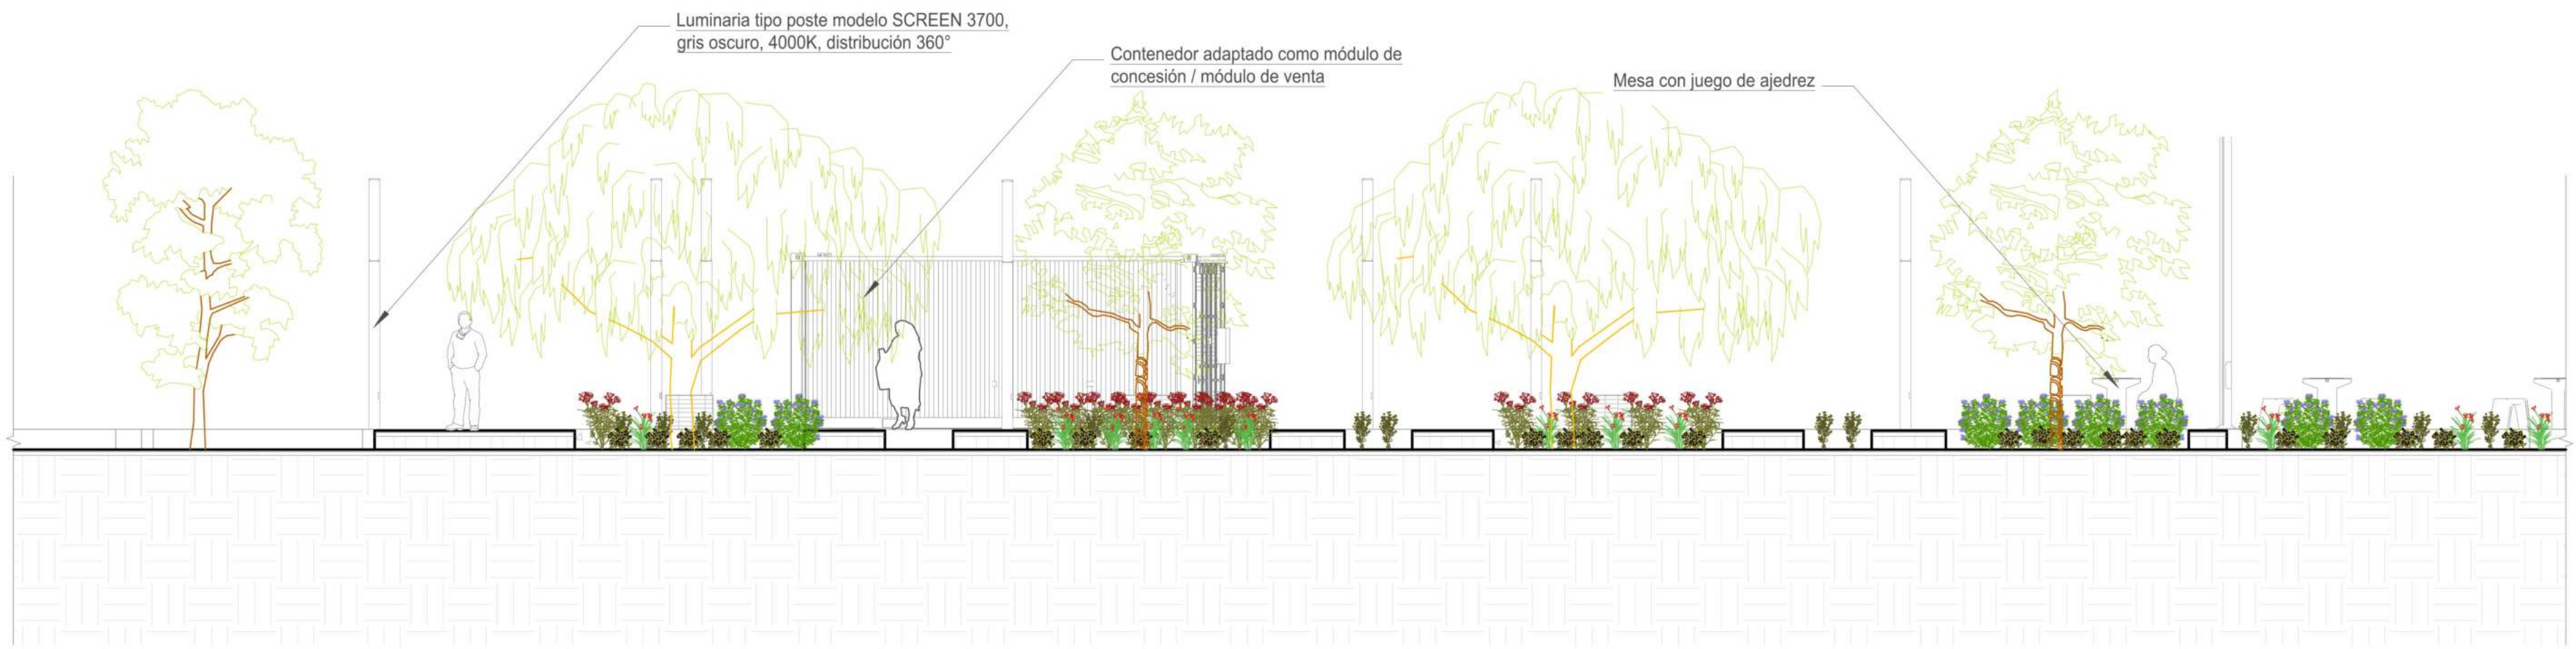 Luminaria tipo poste modelo SCREEN 3700,
gris oscuro, 4000K, distribución 360°
Contenedor adaptado como módulo de
concesión / módulo de venta
Mesa con juego de ajedrez